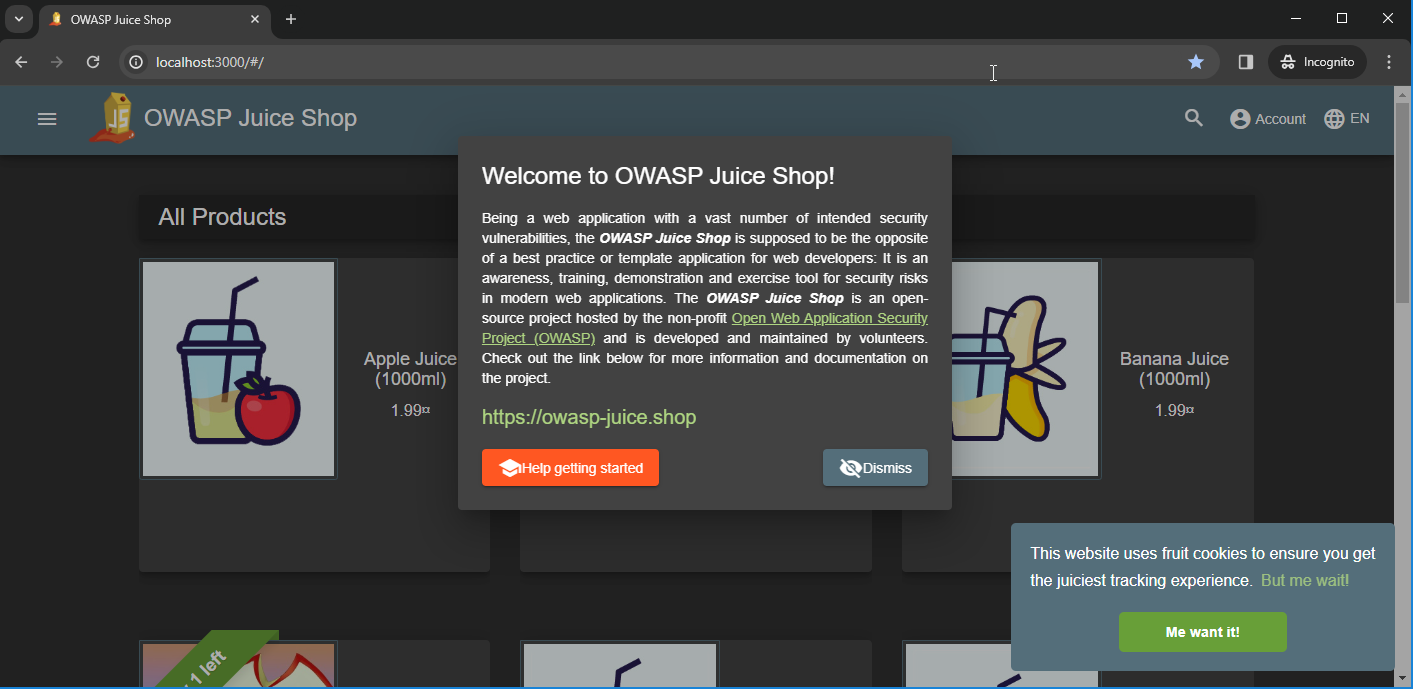 OWASP Juice Shop
localhost:3000/#/
Incognito
JS
OWASP Juice Shop
Account
EN
All Products
Welcome to OWASP Juice Shop!
Being a web application with a vast number of intended security
vulnerabilities, the OWASP Juice Shop is supposed to be the opposite
of a best practice or template application for web developers: It is an
awareness, training, demonstration and exercise tool for security risks
in modern web applications. The OWASP Juice Shop is an open-
source project hosted by the non-profit Open Web Application Security
Project (OWASP) and is developed and maintained by volunteers.
Check out the link below for more information and documentation on
the project.
https://owasp-juice.shop
Help getting started
Dismiss
Apple Juice
(1000ml)
1.99¤
Banana Juice
(1000ml)
1.99¤
This website uses fruit cookies to ensure you get
the juiciest tracking experience. But me wait!
Me want it!
1 left